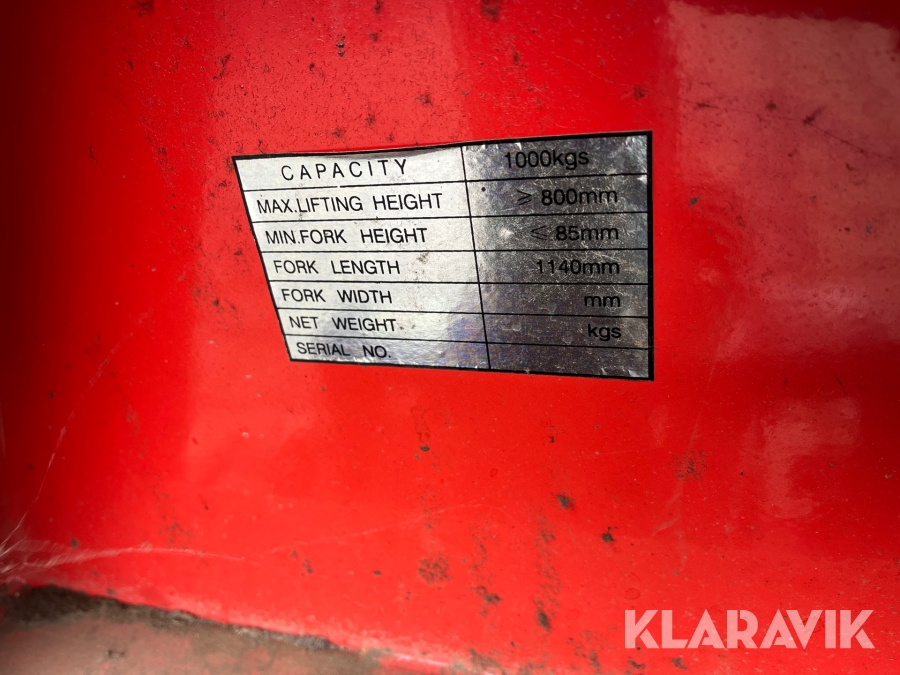 CAPACITY 1000kgs
MAX.LIFTING HEIGHT ≥ 800mm
MIN.FORK HEIGHT ≤ 85mm
FORK LENGTH 1140mm
FORK WIDTH mm
NET WEIGHT. kgs
SERIAL NO.
KLARAVIK